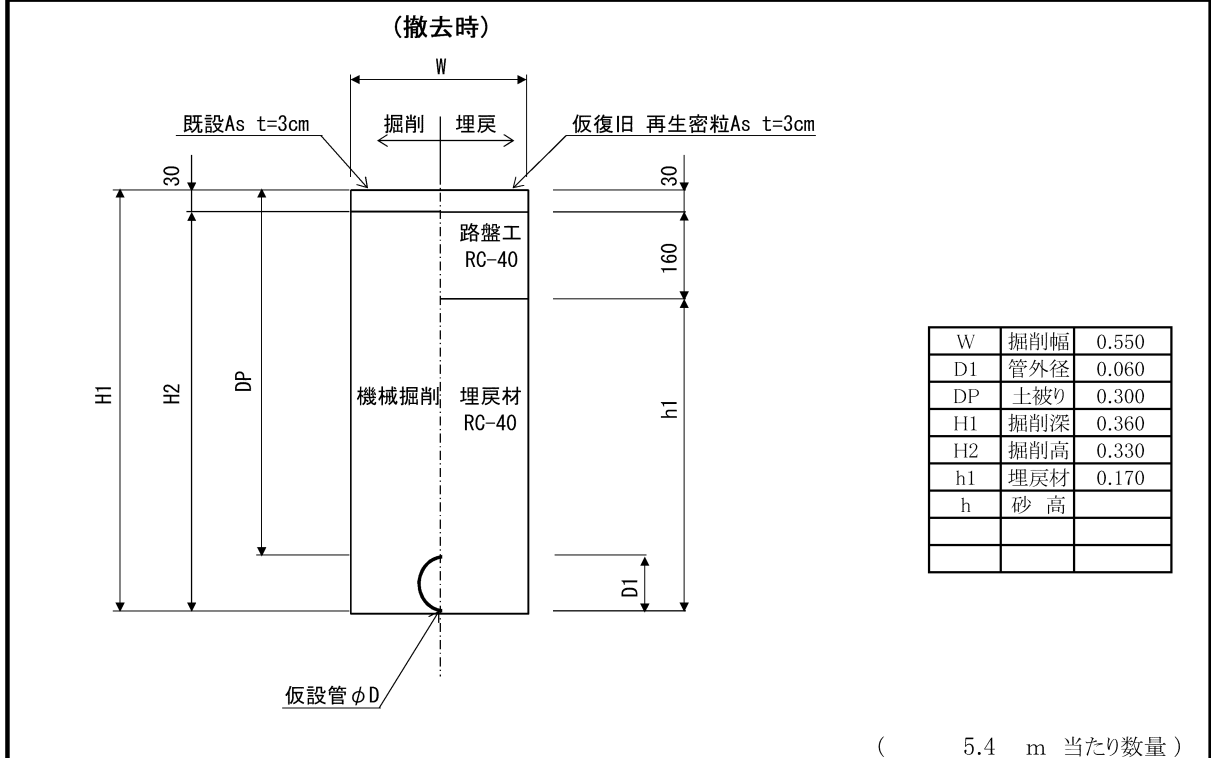 (撤去時)
W
既設As t=3cm
掘削 埋戻
仮復旧 再生密粒As t=3cm
30
30
路盤工
RC-40
160
H1
H2
DP
機械掘削
埋戻材
RC-40
h1
D1
仮設管φD
W 掘削幅 0.550
D1 管外径 0.060
DP 土被り 0.300
H1 掘削深 0.360
H2 掘削高 0.330
h1 埋戻材 0.170
h 砂 高
( 5.4 m 当たり数量 )